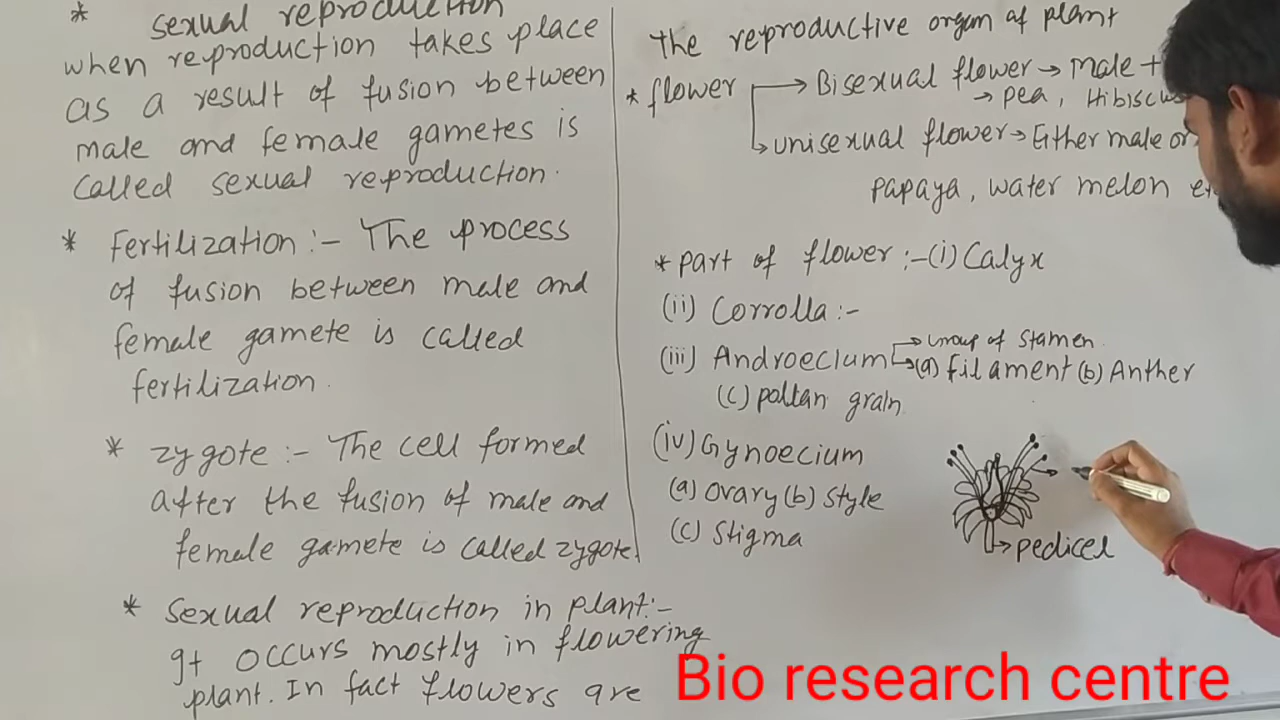 * sexual reproduction
when reproduction takes place
as a result of fusion between
male and female gametes is
called sexual reproduction.
* Fertilization :- The process
of fusion between male and
female gamete is called
fertilization.
* zygote :- The cell formed
after the fusion of male and
female gamete is called zygote
* sexual reproduction in plant:-
It occurs mostly in flowering
plant. In fact flowers are
The reproductive organ of plant
* flower → Bisexual flower → Male +
→ pea, Hibiscus
↳ unisexual flower → Either male or
papaya, water melon et
* part of flower :- (i) Calyx
(ii) Corrolla :-
(iii) Androecium → Group of Stamen
↳ (a) filament (b) Anther
(c) poltan grain
(iv) Gynoecium
(a) Ovary (b) Style
(c) Stigma
→ pedicel
Bio research centre